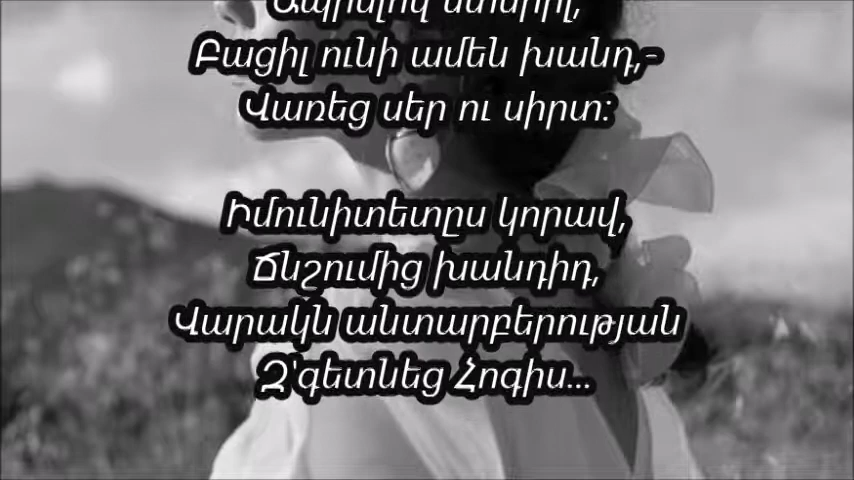 Բացիլ ունի ամեն խանդ,-
Վառեց սեր ու սիրտ:
Իմունիտետըս կորավ,
Ճնշումից խանդիդ,
Վարակն անտարբերության
Զ՝գետնեց Հոգիս...